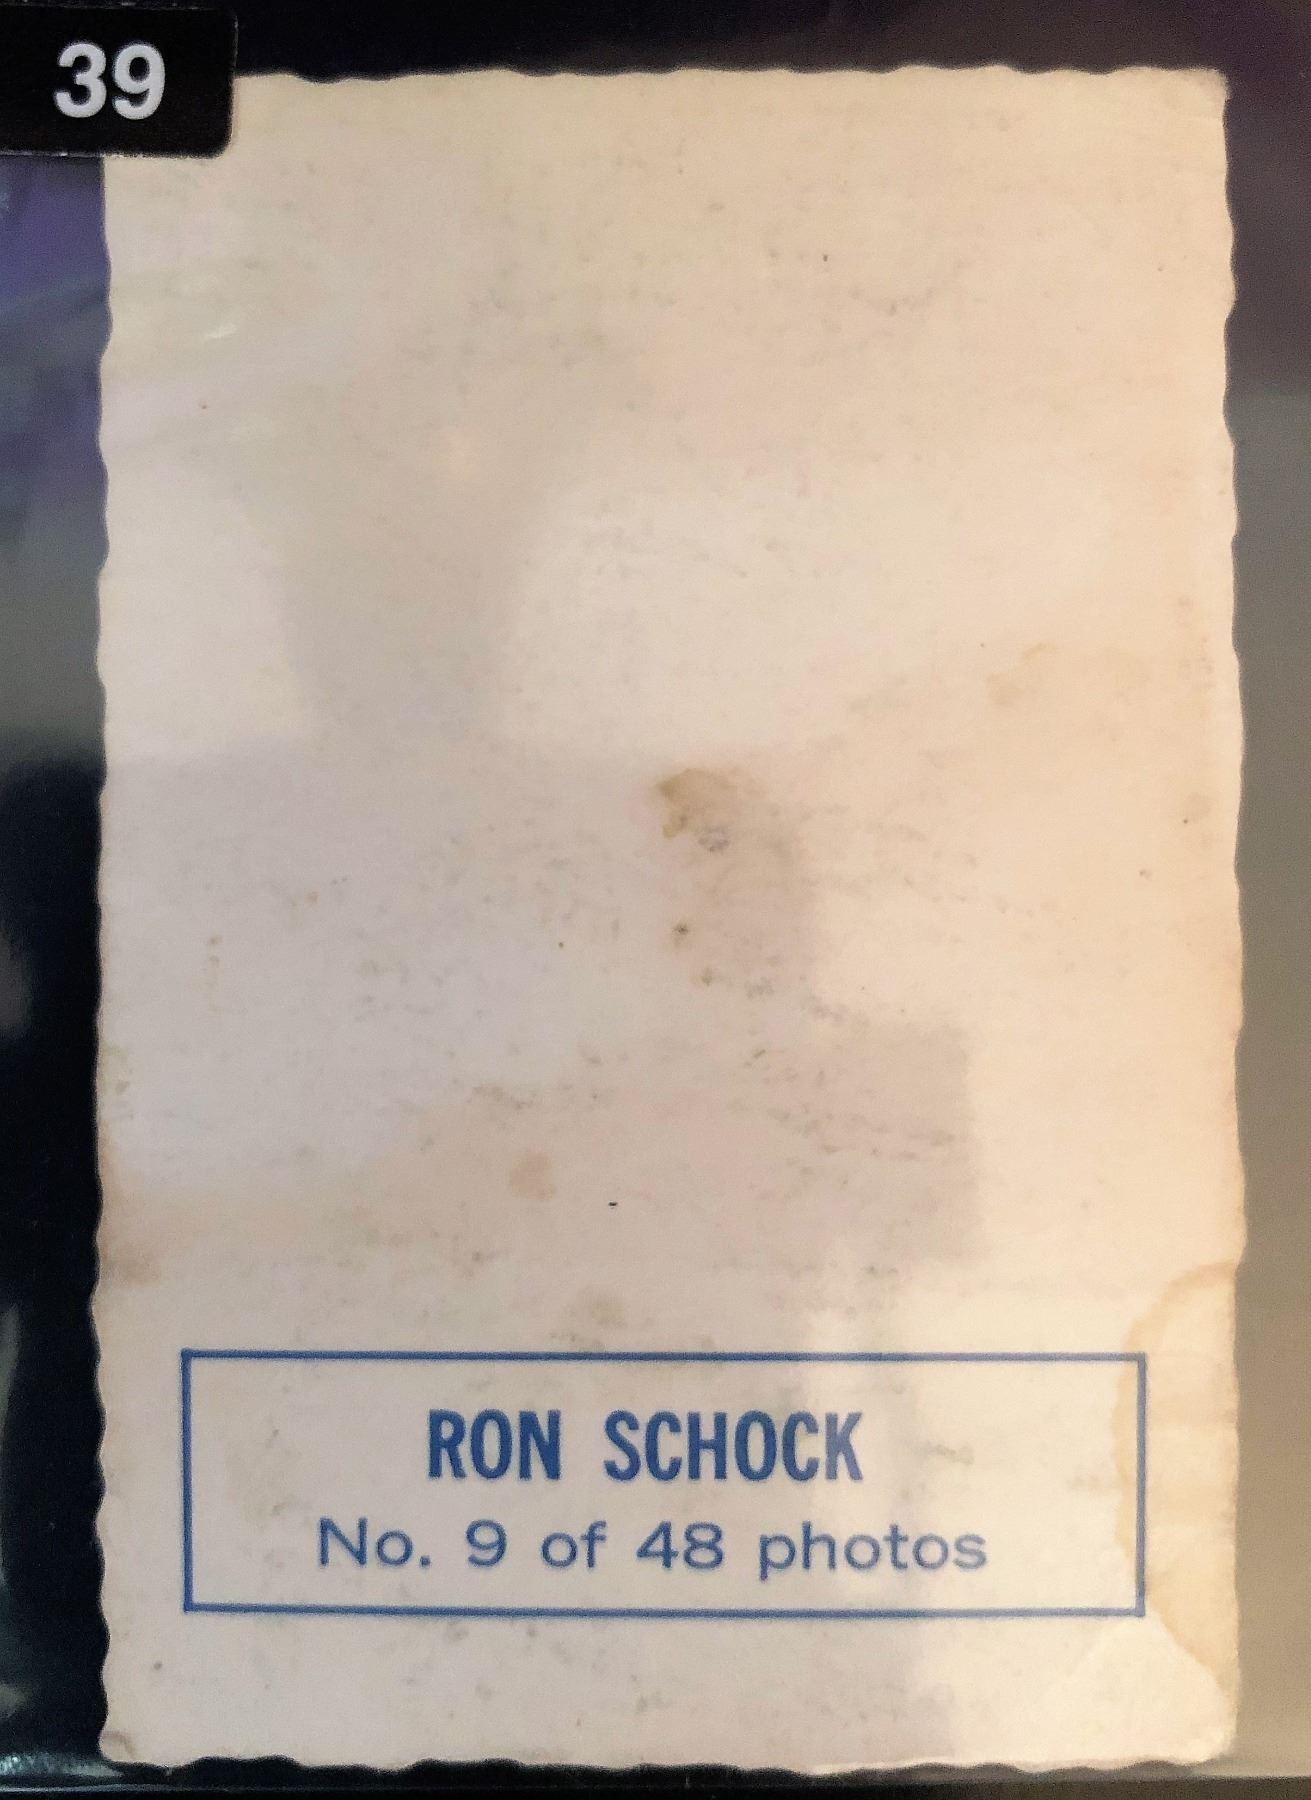 39
RON SCHOCK
No. 9 of 48 photos